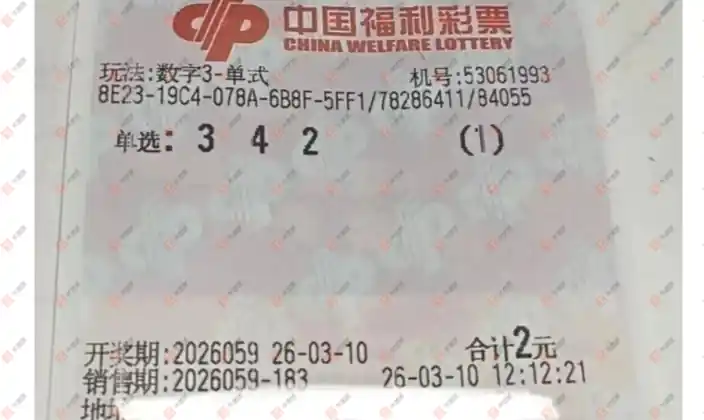 中国福利彩票
CHINA WELFARE LOTTERY
玩法:数字3-单式 机号:53061993
8E23-19C4-078A-6B8F-5FF1/78286411/84055
单选: 3 4 2 (1)
开奖期:2026059 26-03-10 合计2元
销售期:2026059-183 26-03-10 12:12:21